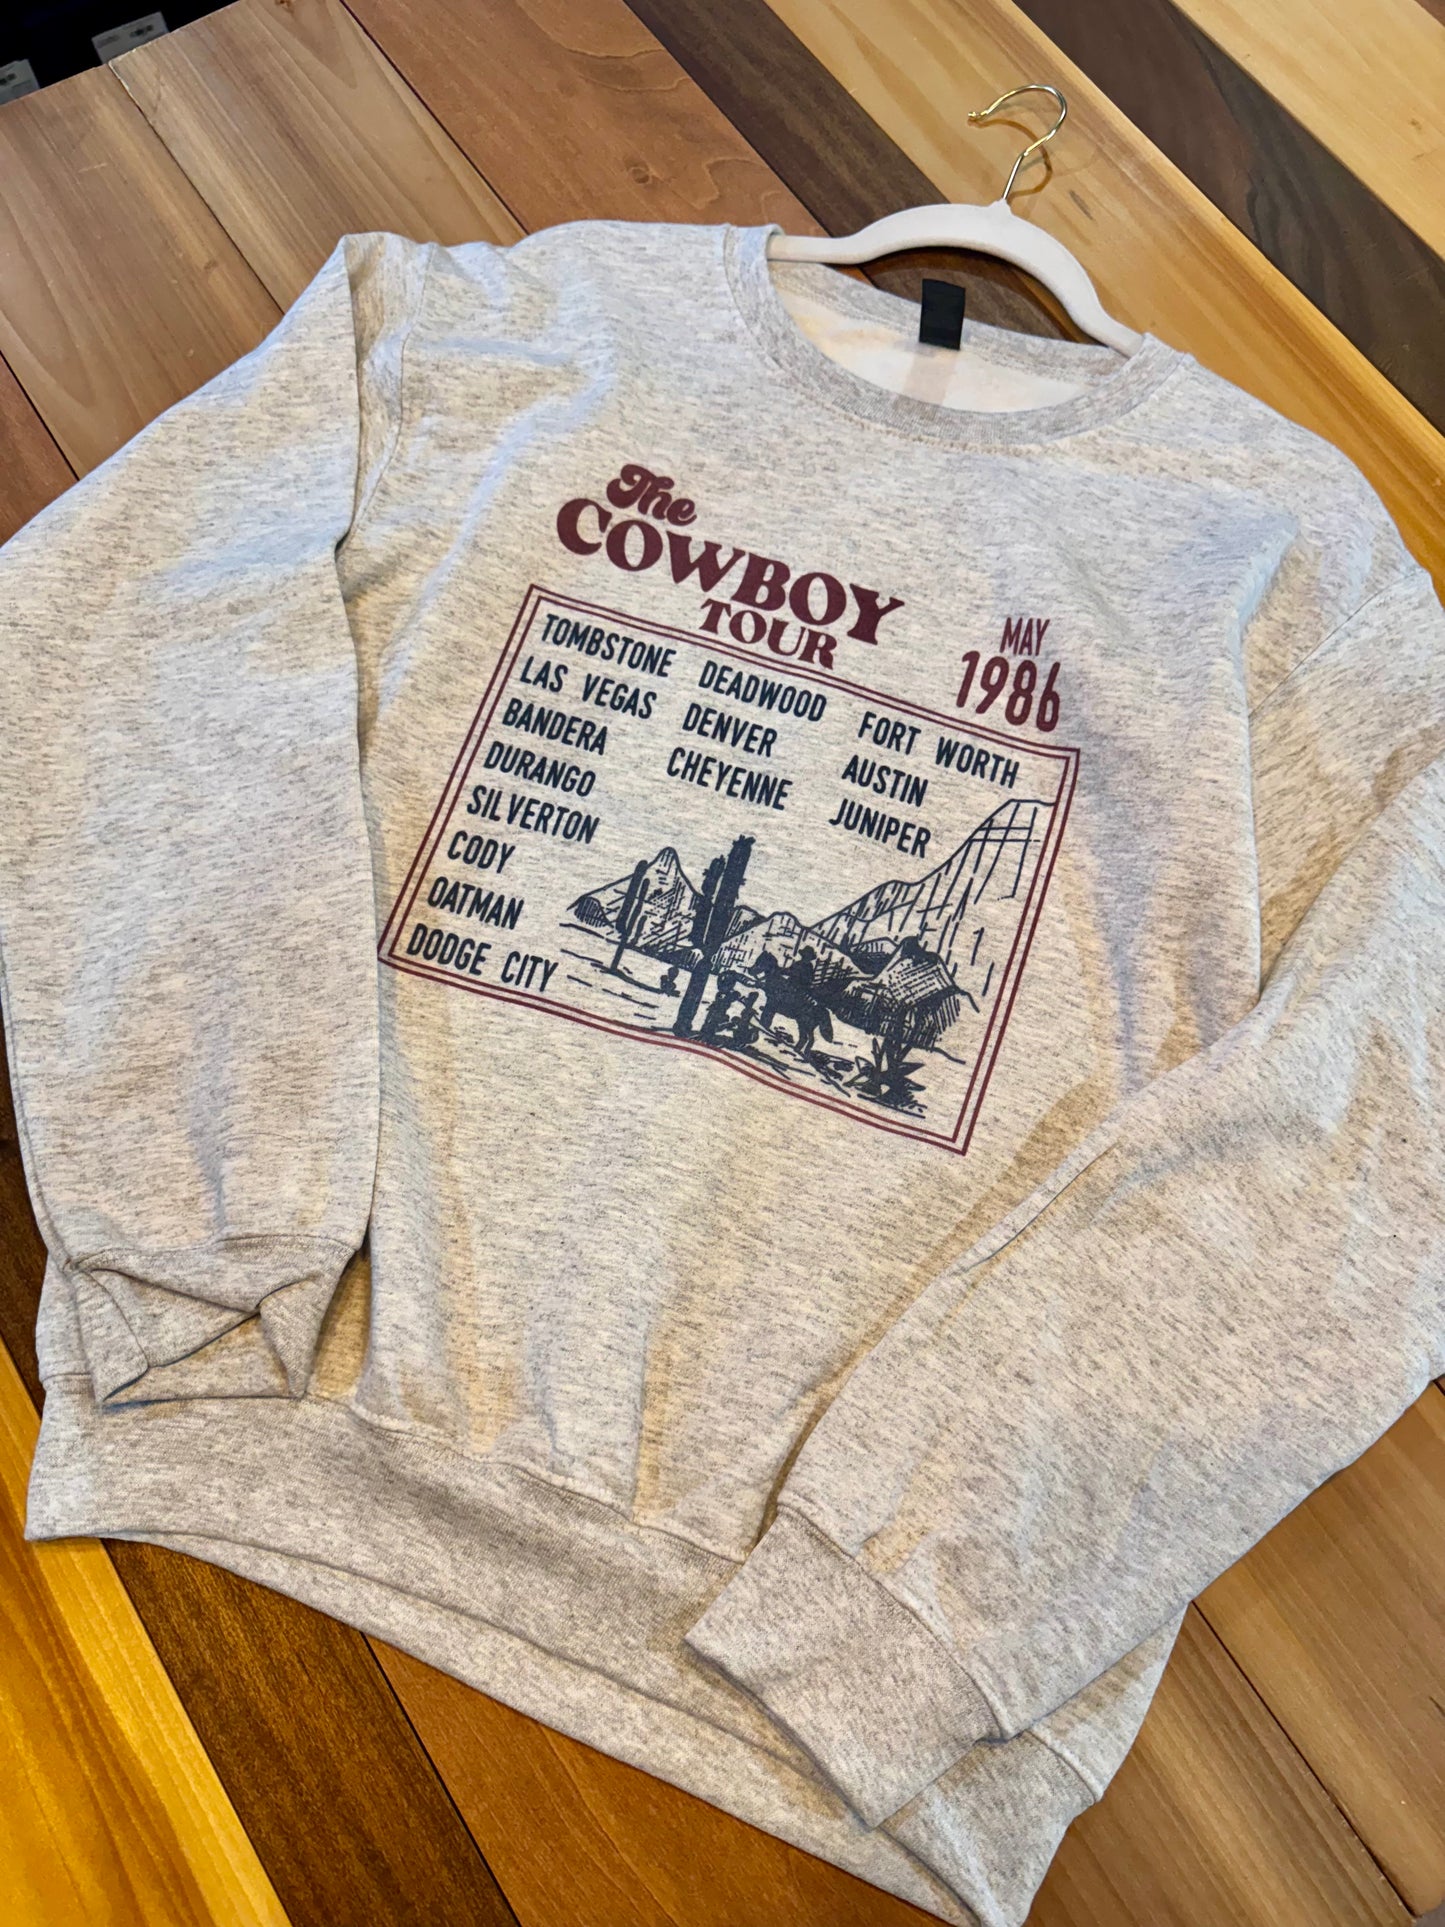 The
COWBOY
TOUR
MAY
1986
TOMBSTONE DEADWOOD FORT WORTH
LAS VEGAS DENVER AUSTIN
BANDERA CHEYENNE JUNIPER
DURANGO
SILVERTON
CODY
OATMAN
DODGE CITY